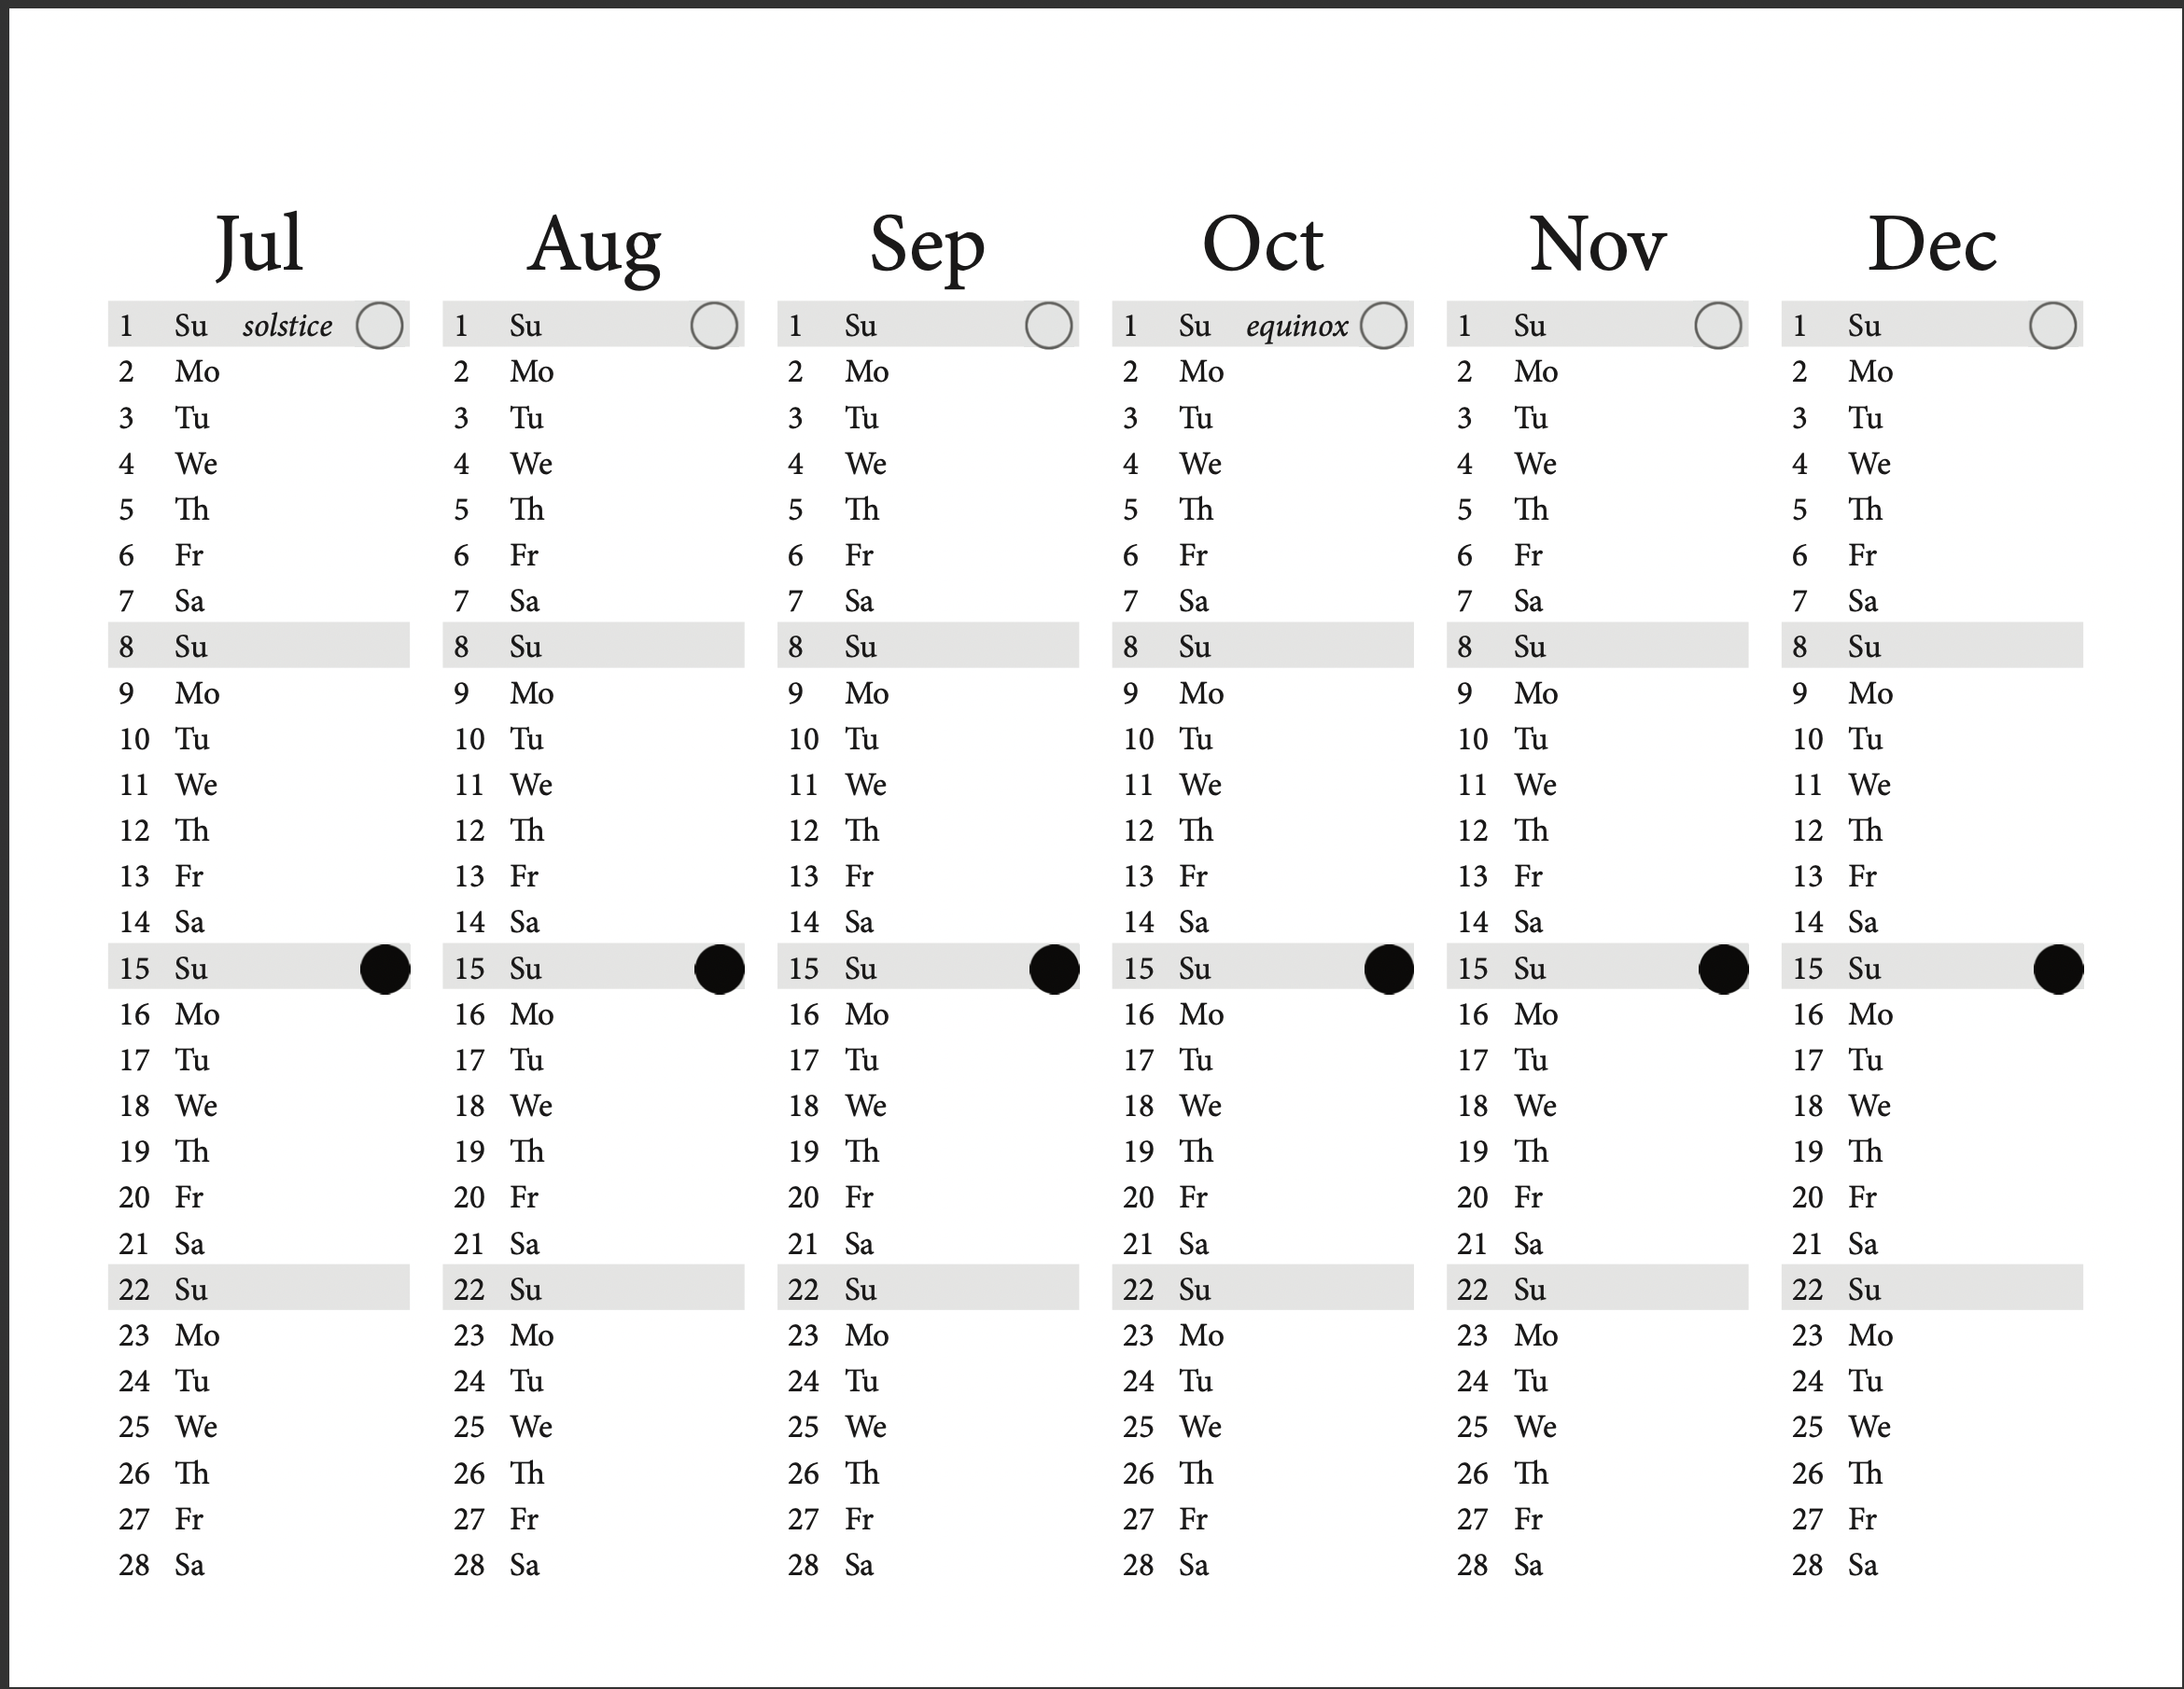 Jul Aug Sep Oct Nov Dec
1 Su solstice 1 Su 1 Su 1 Su equinox 1 Su 1 Su
2 Mo 2 Mo 2 Mo 2 Mo 2 Mo 2 Mo
3 Tu 3 Tu 3 Tu 3 Tu 3 Tu 3 Tu
4 We 4 We 4 We 4 We 4 We 4 We
5 Th 5 Th 5 Th 5 Th 5 Th 5 Th
6 Fr 6 Fr 6 Fr 6 Fr 6 Fr 6 Fr
7 Sa 7 Sa 7 Sa 7 Sa 7 Sa 7 Sa
8 Su 8 Su 8 Su 8 Su 8 Su 8 Su
9 Mo 9 Mo 9 Mo 9 Mo 9 Mo 9 Mo
10 Tu 10 Tu 10 Tu 10 Tu 10 Tu 10 Tu
11 We 11 We 11 We 11 We 11 We 11 We
12 Th 12 Th 12 Th 12 Th 12 Th 12 Th
13 Fr 13 Fr 13 Fr 13 Fr 13 Fr 13 Fr
14 Sa 14 Sa 14 Sa 14 Sa 14 Sa 14 Sa
15 Su 15 Su 15 Su 15 Su 15 Su 15 Su
16 Mo 16 Mo 16 Mo 16 Mo 16 Mo 16 Mo
17 Tu 17 Tu 17 Tu 17 Tu 17 Tu 17 Tu
18 We 18 We 18 We 18 We 18 We 18 We
19 Th 19 Th 19 Th 19 Th 19 Th 19 Th
20 Fr 20 Fr 20 Fr 20 Fr 20 Fr 20 Fr
21 Sa 21 Sa 21 Sa 21 Sa 21 Sa 21 Sa
22 Su 22 Su 22 Su 22 Su 22 Su 22 Su
23 Mo 23 Mo 23 Mo 23 Mo 23 Mo 23 Mo
24 Tu 24 Tu 24 Tu 24 Tu 24 Tu 24 Tu
25 We 25 We 25 We 25 We 25 We 25 We
26 Th 26 Th 26 Th 26 Th 26 Th 26 Th
27 Fr 27 Fr 27 Fr 27 Fr 27 Fr 27 Fr
28 Sa 28 Sa 28 Sa 28 Sa 28 Sa 28 Sa